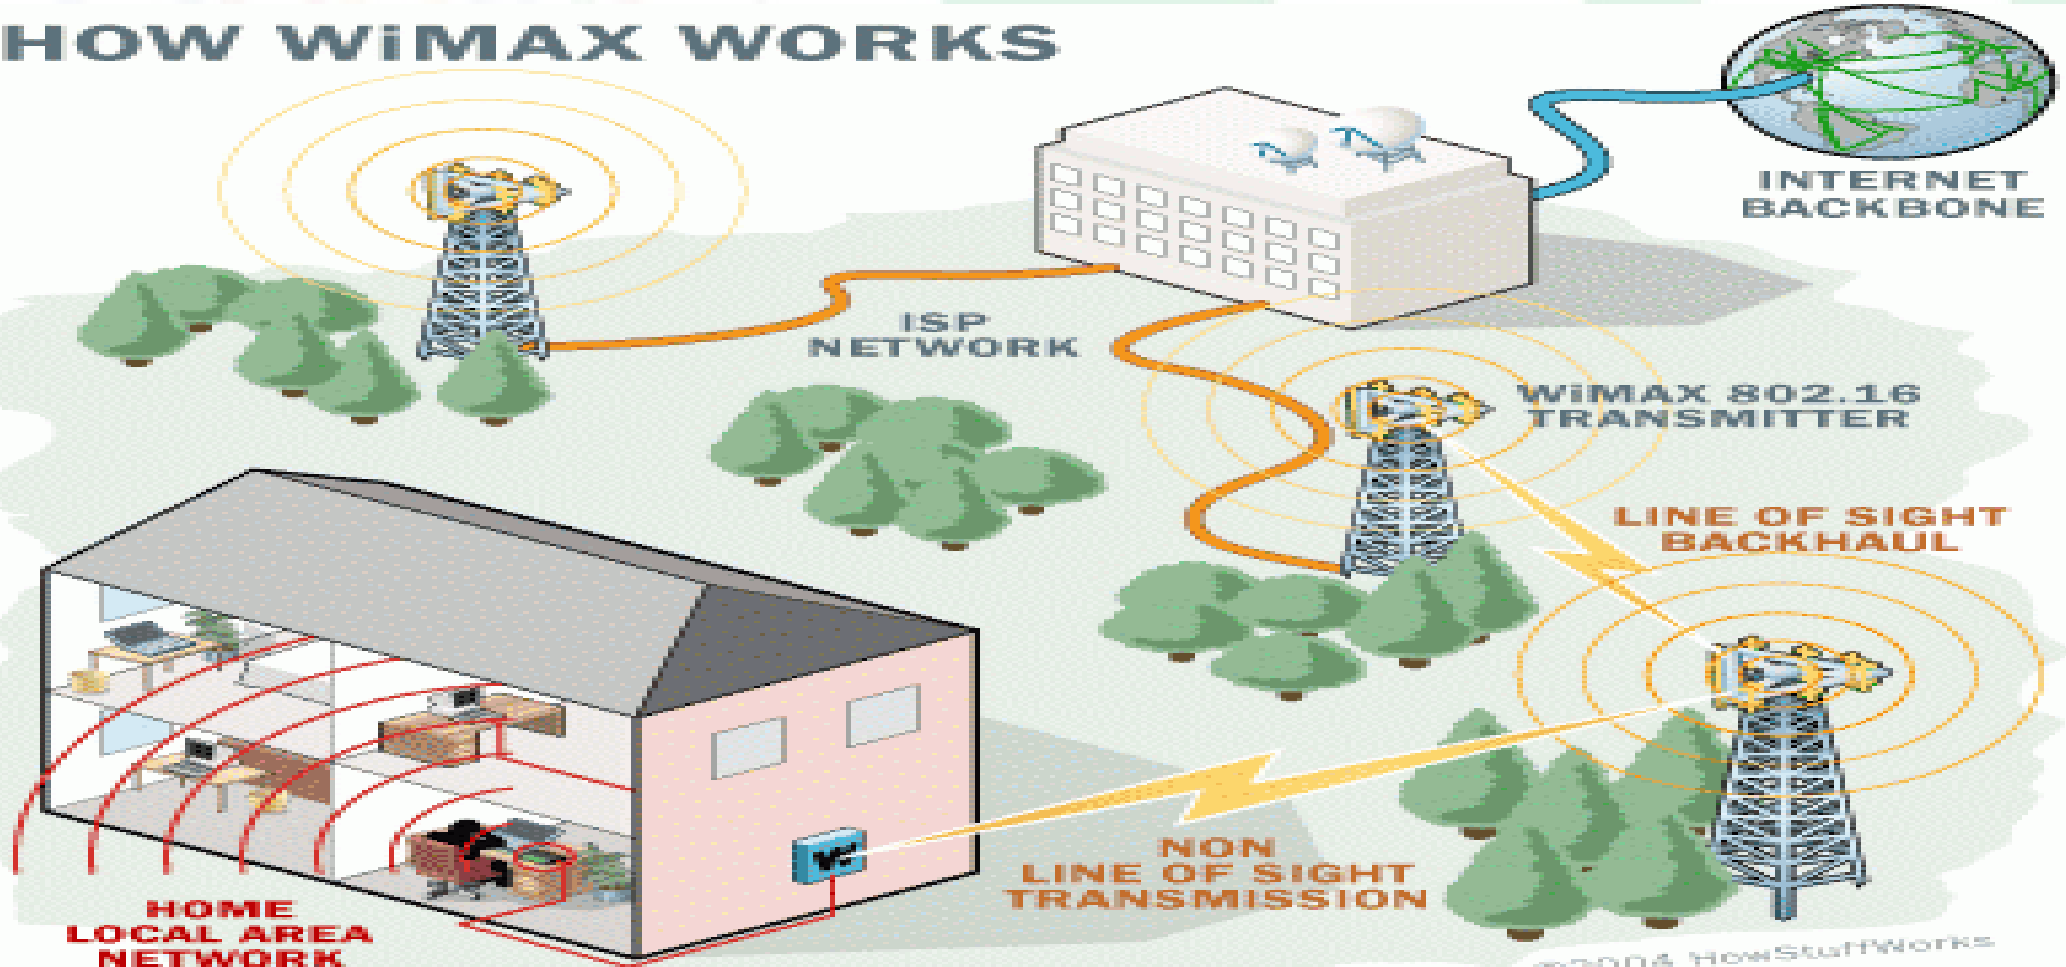 HOW WiMAX WORKS
INTERNET
BACKBONE
ISP
NETWORK
WiMAX 802.16
TRANSMITTER
LINE OF SIGHT
BACKHAUL
NON
LINE OF SIGHT
TRANSMISSION
HOME
LOCAL AREA
NETWORK
W
©2004 HowStuffWorks